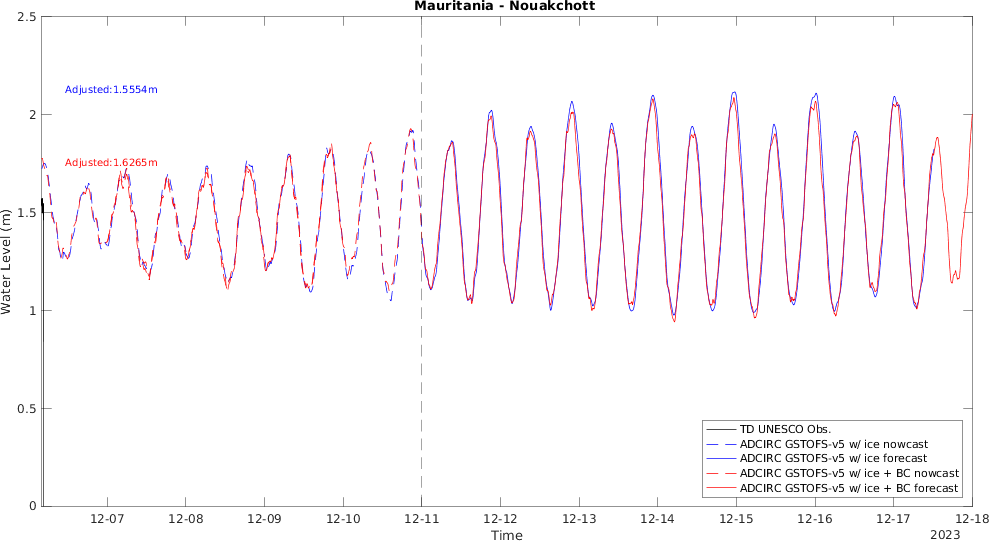 Mauritania - Nouakchott
Adjusted:1.5554m
Adjusted:1.6265m
Water Level (m)
2.5
2
1.5
1
0.5
0
TD UNESCO Obs.
ADCIRC GSTOFS-v5 w/ ice nowcast
ADCIRC GSTOFS-v5 w/ ice forecast
ADCIRC GSTOFS-v5 w/ ice + BC nowcast
ADCIRC GSTOFS-v5 w/ ice + BC forecast
12-07 12-08 12-09 12-10 12-11 12-12 12-13 12-14 12-15 12-16 12-17 12-18
Time
2023